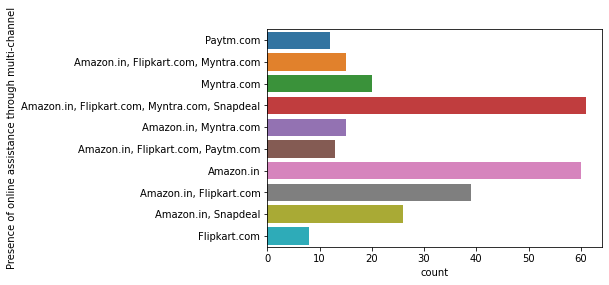 Presence of online assistance through multi-channel
Paytm.com
Amazon.in, Flipkart.com, Myntra.com
Myntra.com
Amazon.in, Flipkart.com, Myntra.com, Snapdeal
Amazon.in, Myntra.com
Amazon.in, Flipkart.com, Paytm.com
Amazon.in
Amazon.in, Flipkart.com
Amazon.in, Snapdeal
Flipkart.com
0 10 20 30 40 50 60
count